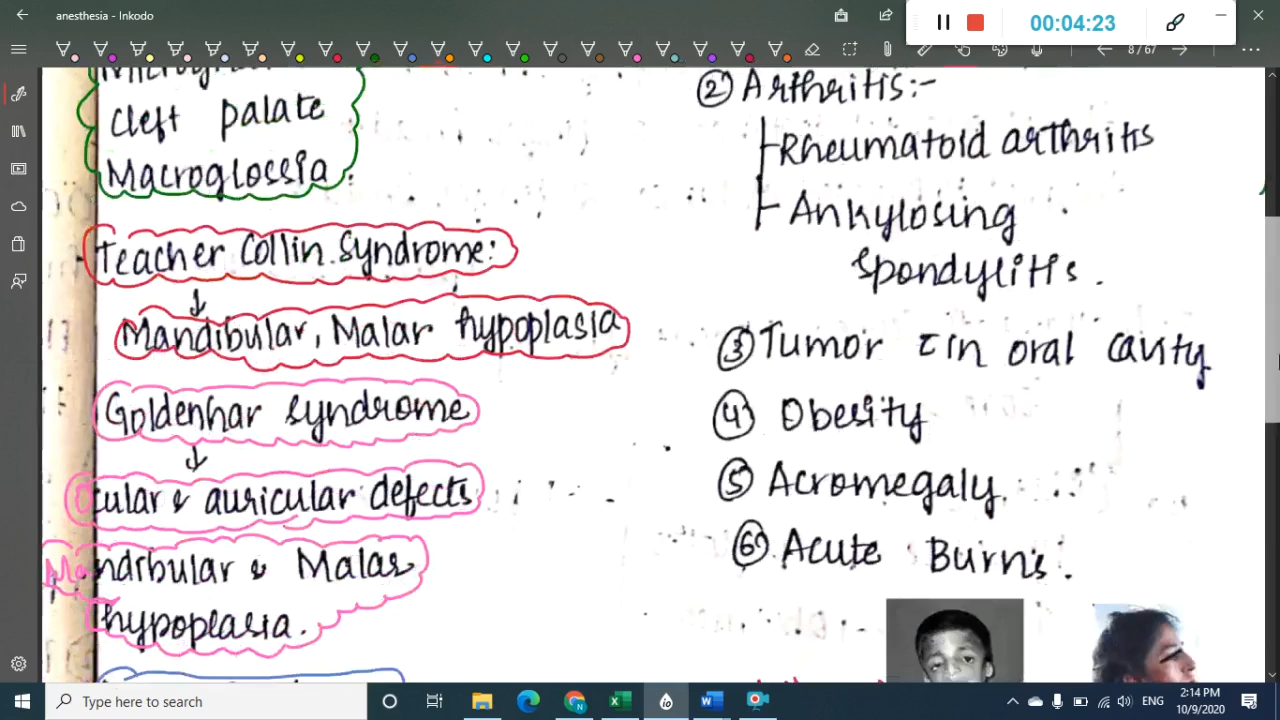 anesthesia - Inkodo
00:04:23
8 / 67
cleft palate
Macroglossia.
Teacher Collin Syndrome:
↓
Mandibular, Malar hypoplasia
Goldenhar syndrome
↓
Ocular & auricular defects
Mandibular & Malar
hypoplasia.
② Arthritis:-
Rheumatoid arthritis
Ankylosing
spondylitis.
③ Tumor in oral cavity
④ Obesity
⑤ Acromegaly.
⑥ Acute Burns.
Type here to search
ENG
2:14 PM
10/9/2020